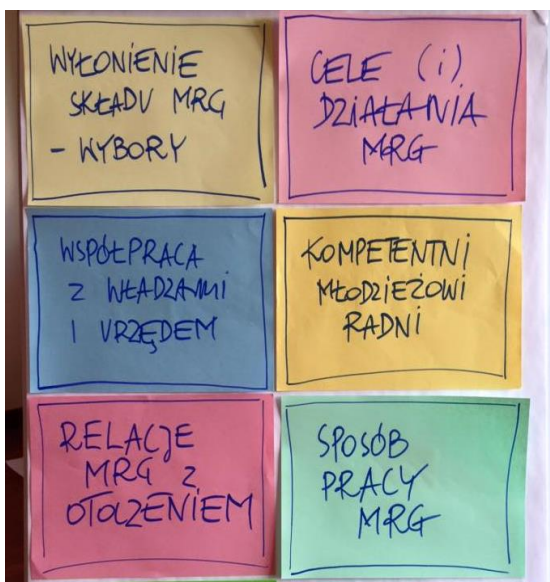 WYŁONIENIE
SKŁADU MRG
- WYBORY
CELE (i)
DZIAŁANIA
MRG
WSPÓŁPRACA
Z WŁADZAMI
I URZĘDEM
KOMPETENTNI
MŁODZIEŻOWI
RADNI
RELACJE
MRG Z
OTOCZENIEM
SPOSÓB
PRACY
MRG